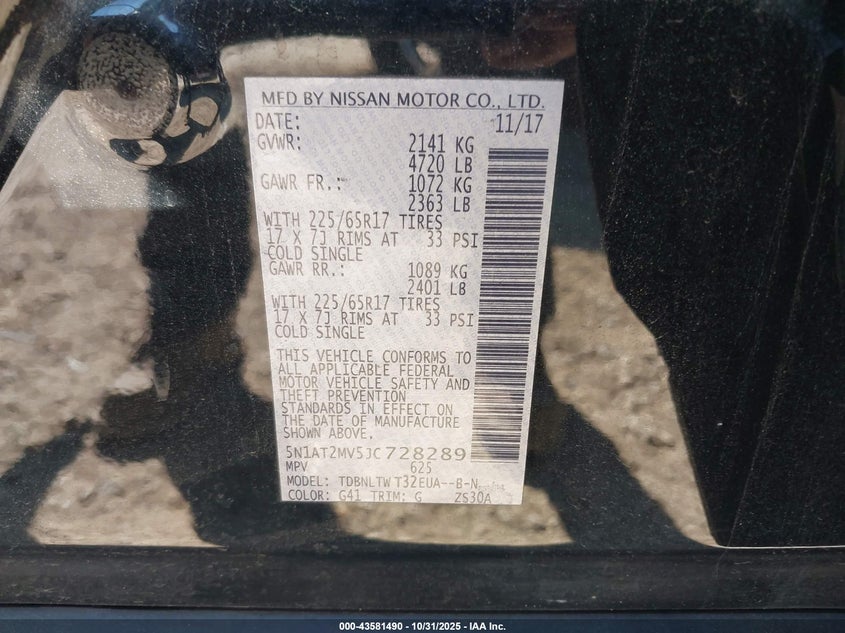 MFD BY NISSAN MOTOR CO., LTD.
DATE: 11/17
GVWR: 2141 KG
4720 LB
GAWR FR.: 1072 KG
2363 LB
WITH 225/65R17 TIRES
17 X 7J RIMS AT 33 PSI
COLD SINGLE
GAWR RR.: 1089 KG
2401 LB
WITH 225/65R17 TIRES
17 X 7J RIMS AT 33 PSI
COLD SINGLE
THIS VEHICLE CONFORMS TO
ALL APPLICABLE FEDERAL
MOTOR VEHICLE SAFETY AND
THEFT PREVENTION
STANDARDS IN EFFECT ON
THE DATE OF MANUFACTURE
SHOWN ABOVE.
5N1AT2MV5JC728289
MPV 625
MODEL: TDBNLTW T32EUA--B-N
COLOR: G41 TRIM: G ZS30A
000-43581490 - 10/31/2025 - IAA Inc.